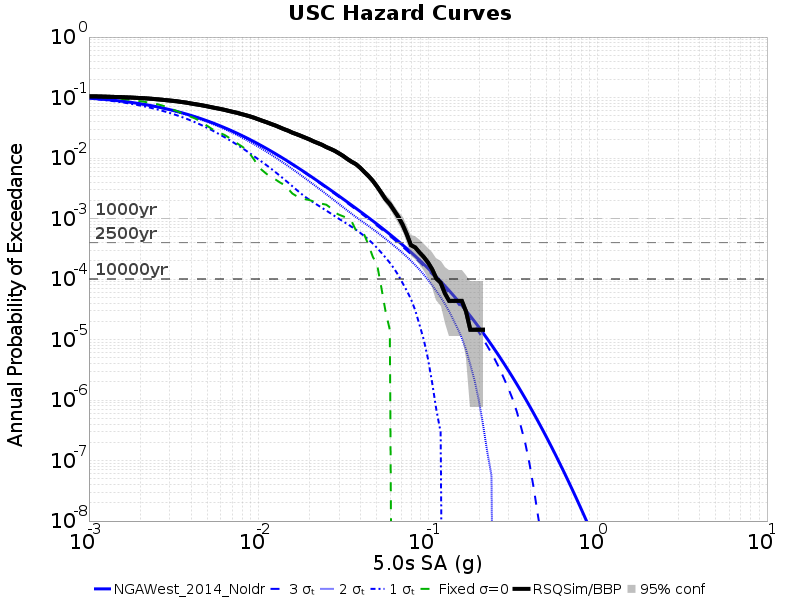 USC Hazard Curves
Annual Probability of Exceedance
10⁰
10⁻¹
10⁻²
10⁻³
10⁻⁴
10⁻⁵
10⁻⁶
10⁻⁷
10⁻⁸
1000yr
2500yr
10000yr
10⁻³ 10⁻² 10⁻¹ 10⁰ 10¹
5.0s SA (g)
NGAWest_2014_NoIdr 3 σₜ 2 σₜ 1 σₜ Fixed σ=0 RSQSim/BBP 95% conf